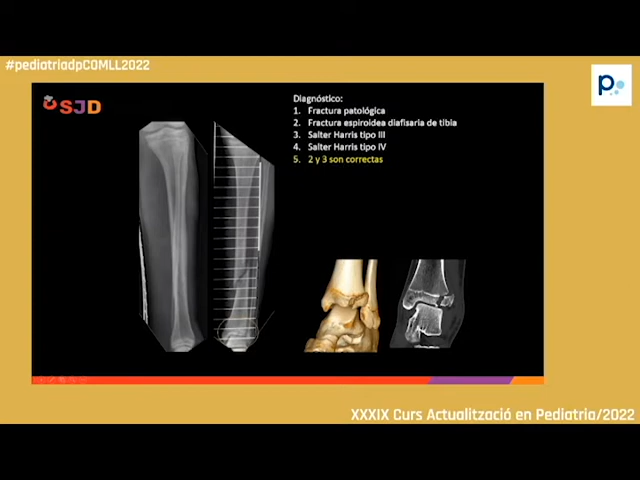 #pediatriadpCOMLL2022
p
SJD
Diagnóstico:
1. Fractura patológica
2. Fractura espiroidea diafisaria de tibia
3. Salter Harris tipo III
4. Salter Harris tipo IV
5. 2 y 3 son correctas
XXXIX Curs Actualització en Pediatria/2022